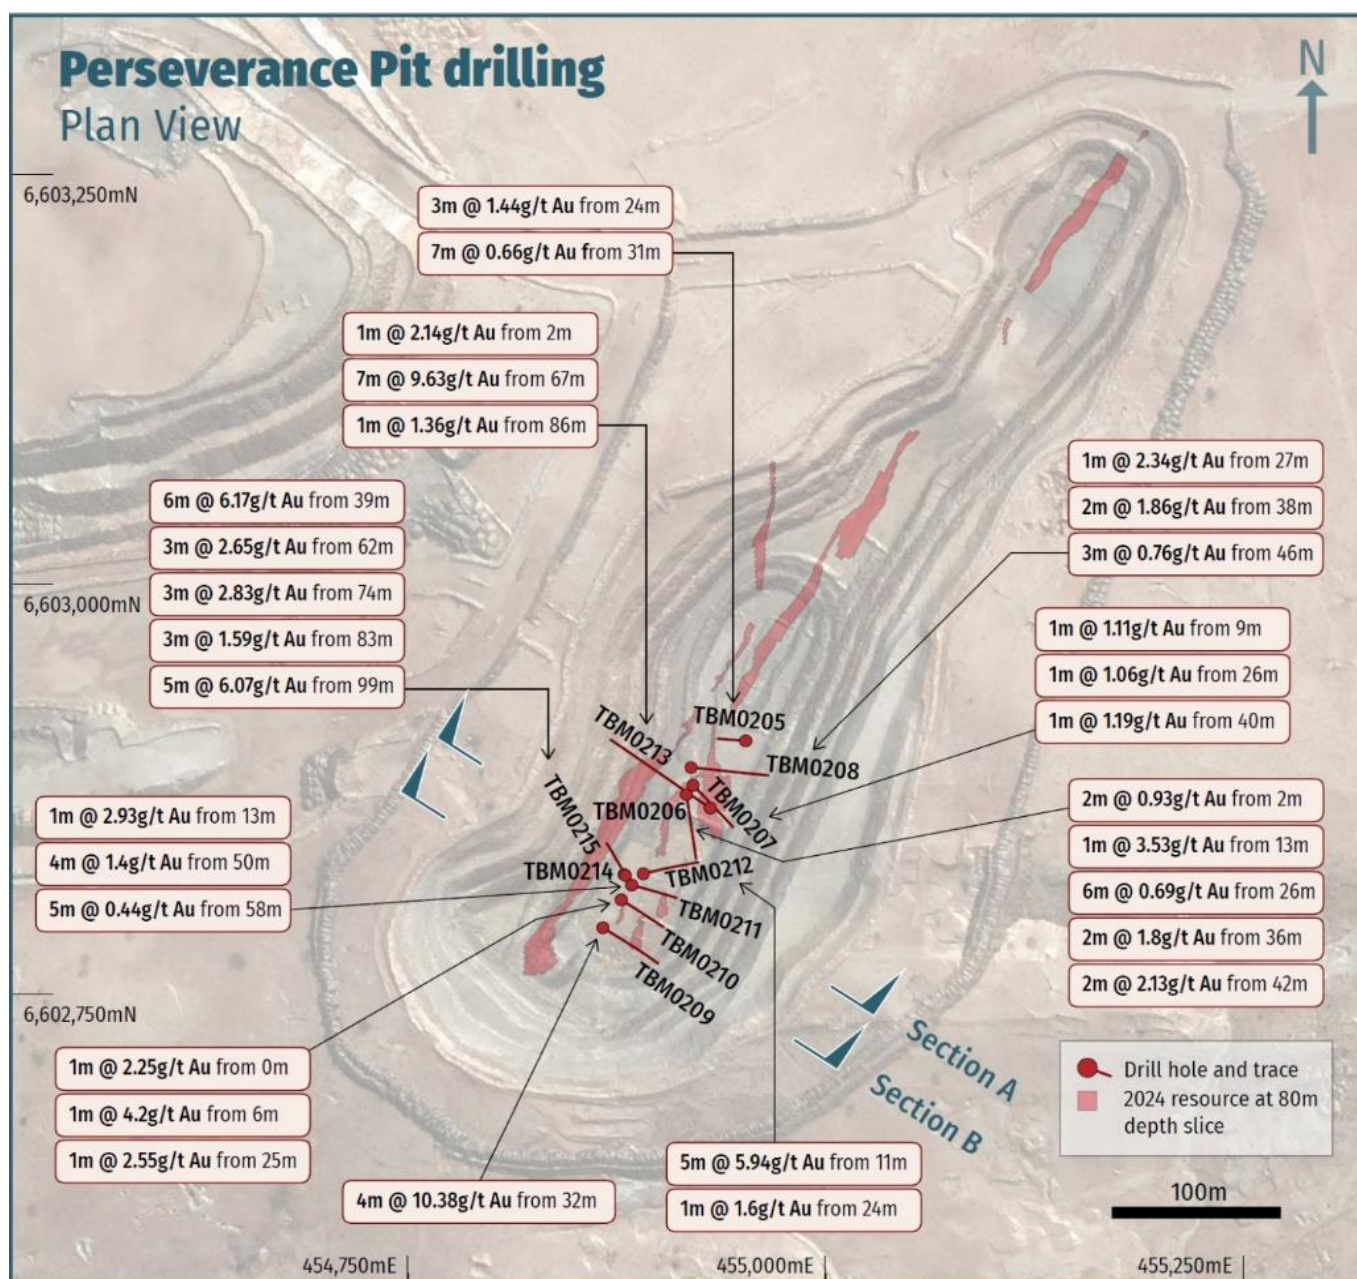 Perseverance Pit drilling
Plan View
N
6,603,250mN
3m @ 1.44g/t Au from 24m
7m @ 0.66g/t Au from 31m
1m @ 2.14g/t Au from 2m
7m @ 9.63g/t Au from 67m
1m @ 1.36g/t Au from 86m
1m @ 2.34g/t Au from 27m
2m @ 1.86g/t Au from 38m
3m @ 0.76g/t Au from 46m
6m @ 6.17g/t Au from 39m
3m @ 2.65g/t Au from 62m
3m @ 2.83g/t Au from 74m
3m @ 1.59g/t Au from 83m
5m @ 6.07g/t Au from 99m
6,603,000mN
1m @ 1.11g/t Au from 9m
1m @ 1.06g/t Au from 26m
1m @ 1.19g/t Au from 40m
TBM0205
TBM0213
TBM0208
TBM0206
TBM0207
TBM0215
TBM0214
TBM0212
TBM0211
TBM0210
TBM0209
1m @ 2.93g/t Au from 13m
4m @ 1.4g/t Au from 50m
5m @ 0.44g/t Au from 58m
2m @ 0.93g/t Au from 2m
1m @ 3.53g/t Au from 13m
6m @ 0.69g/t Au from 26m
2m @ 1.8g/t Au from 36m
2m @ 2.13g/t Au from 42m
6,602,750mN
Section A
Section B
1m @ 2.25g/t Au from 0m
1m @ 4.2g/t Au from 6m
1m @ 2.55g/t Au from 25m
4m @ 10.38g/t Au from 32m
5m @ 5.94g/t Au from 11m
1m @ 1.6g/t Au from 24m
Drill hole and trace
2024 resource at 80m
depth slice
100m
454,750mE
455,000mE
455,250mE